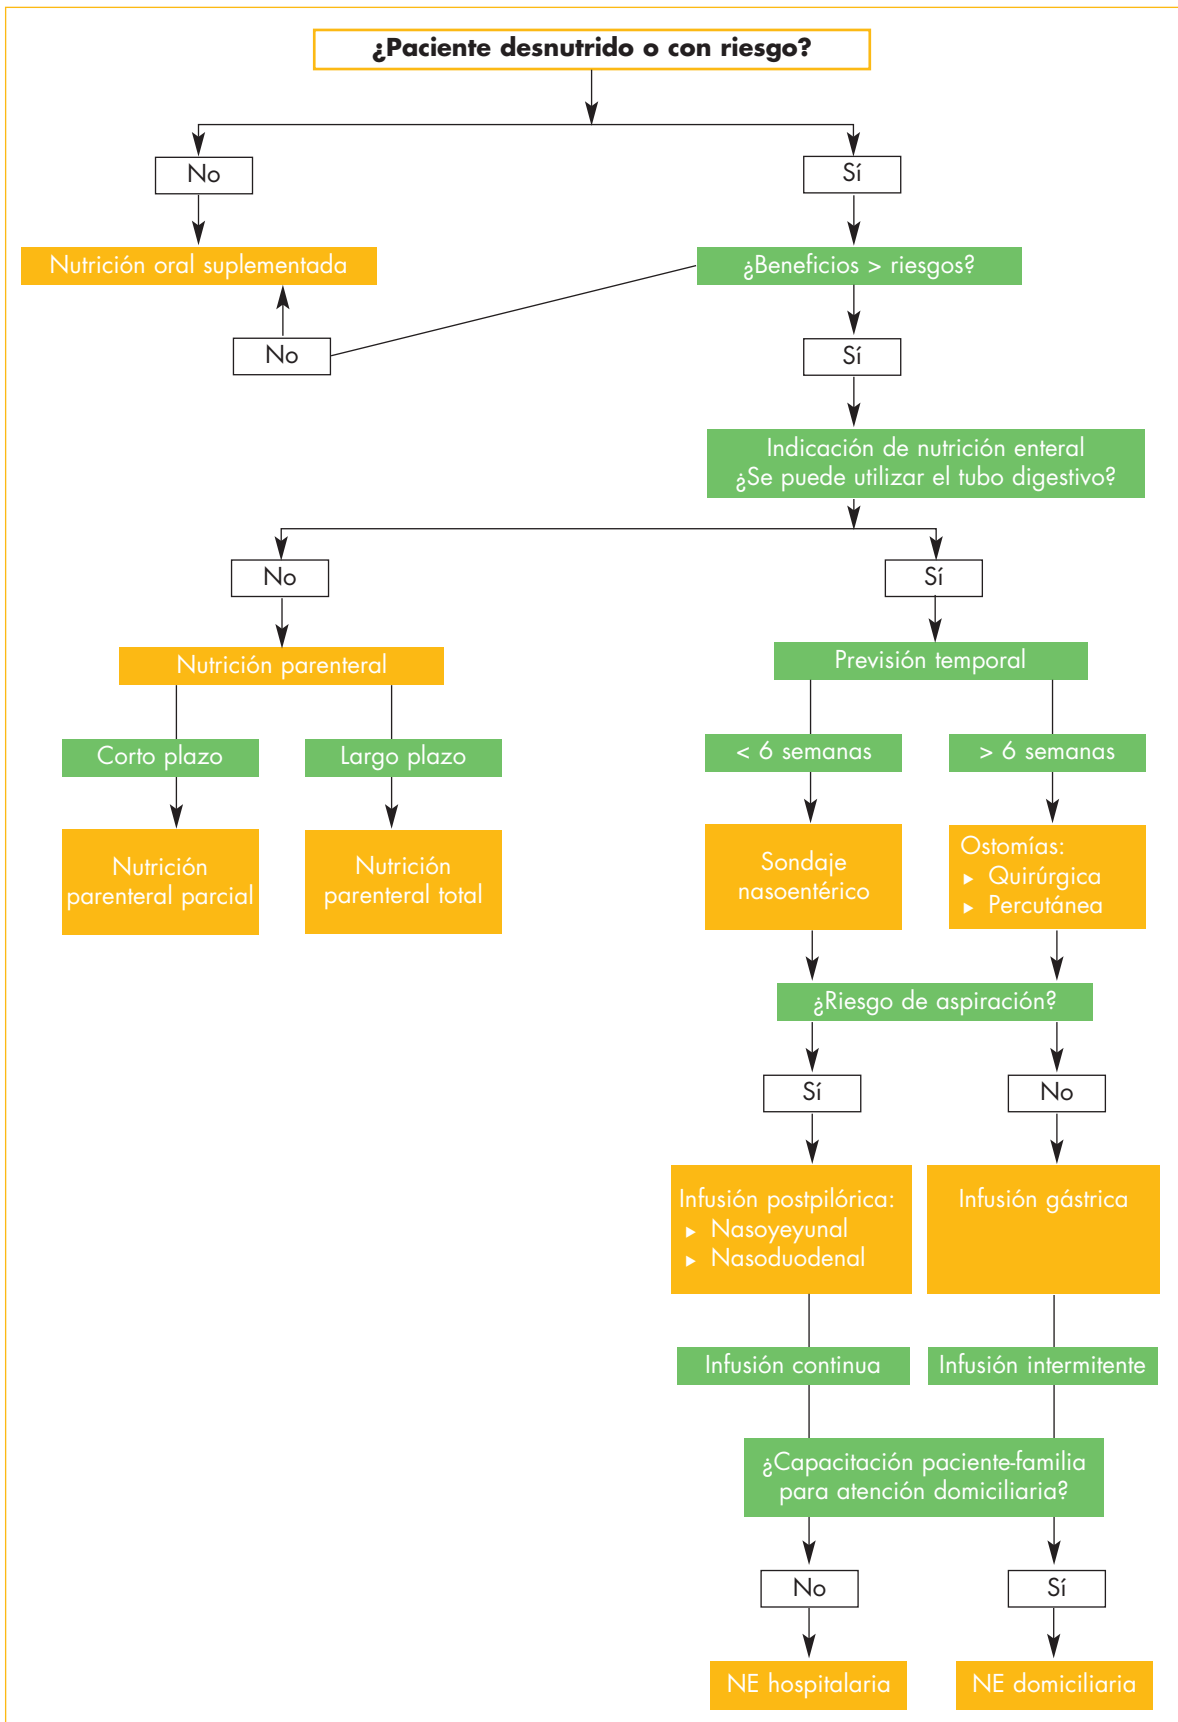 ¿Paciente desnutrido o con riesgo?
No
Sí
Nutrición oral suplementada
¿Beneficios > riesgos?
No
Sí
Indicación de nutrición enteral
¿Se puede utilizar el tubo digestivo?
No
Sí
Nutrición parenteral
Previsión temporal
Corto plazo
Largo plazo
< 6 semanas
> 6 semanas
Nutrición
parenteral parcial
Nutrición
parenteral total
Sondaje
nasoentérico
Ostomías:
▸ Quirúrgica
▸ Percutánea
¿Riesgo de aspiración?
Sí
No
Infusión postpilórica:
▸ Nasoyeyunal
▸ Nasoduodenal
Infusión gástrica
Infusión continua
Infusión intermitente
¿Capacitación paciente-familia
para atención domiciliaria?
No
Sí
NE hospitalaria
NE domiciliaria